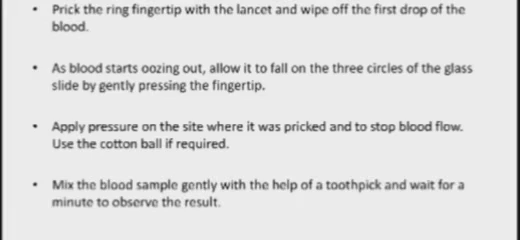 • Prick the ring fingertip with the lancet and wipe off the first drop of the
blood.
• As blood starts oozing out, allow it to fall on the three circles of the glass
slide by gently pressing the fingertip.
• Apply pressure on the site where it was pricked and to stop blood flow.
Use the cotton ball if required.
• Mix the blood sample gently with the help of a toothpick and wait for a
minute to observe the result.